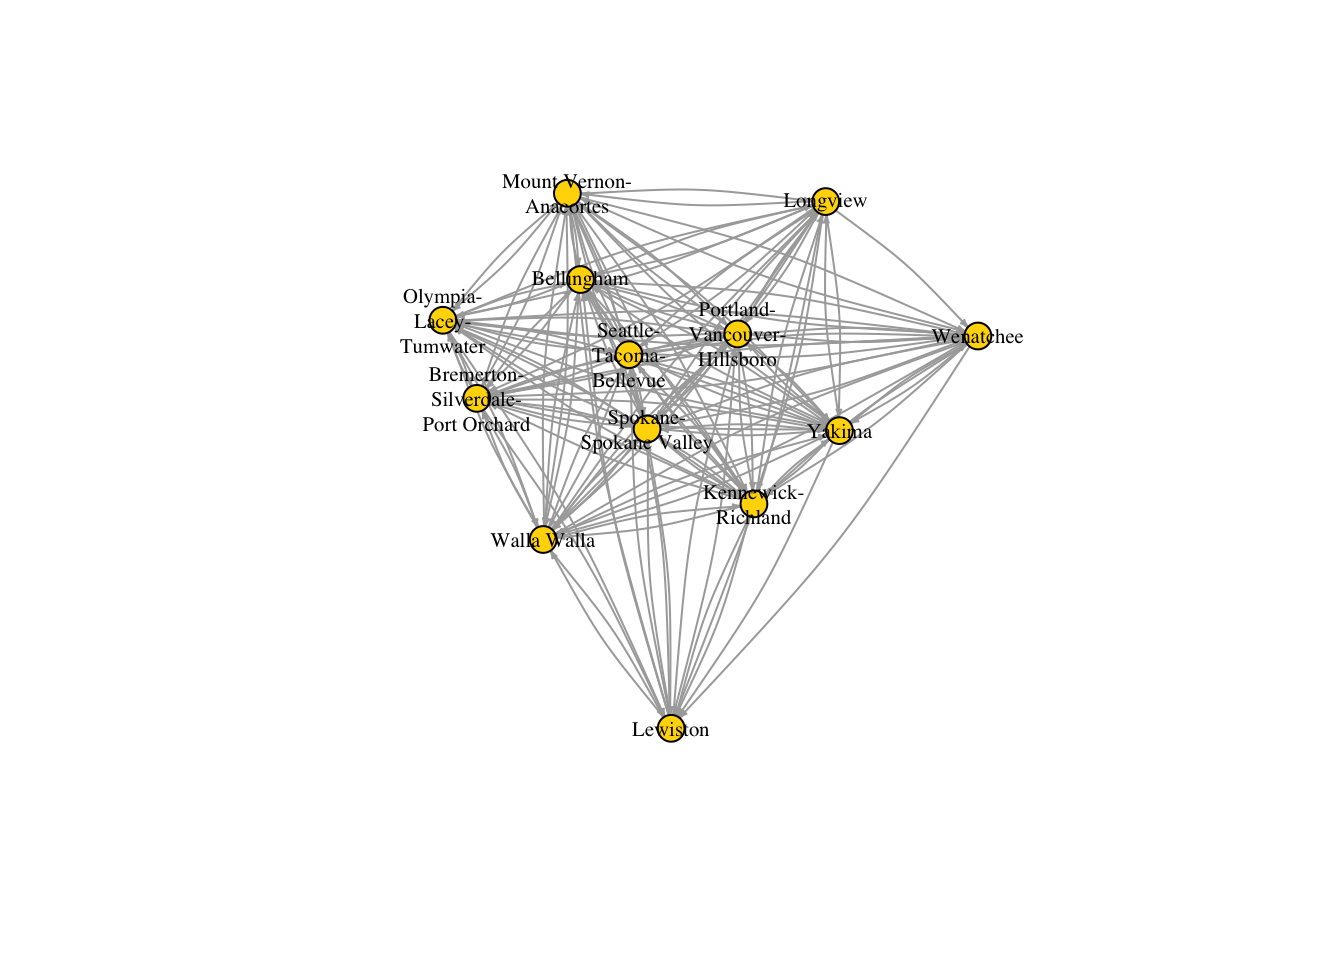 Mount Vernon-
Anacortes
Longview
Bellingham
Olympia-
Lacey-
Tumwater
Portland-
Vancouver-
Hillsboro
Seattle-
Tacoma-
Bellevue
Wenatchee
Bremerton-
Silverdale-
Port Orchard
Spokane-
Spokane Valley
Yakima
Kennewick-
Richland
Walla Walla
Lewiston